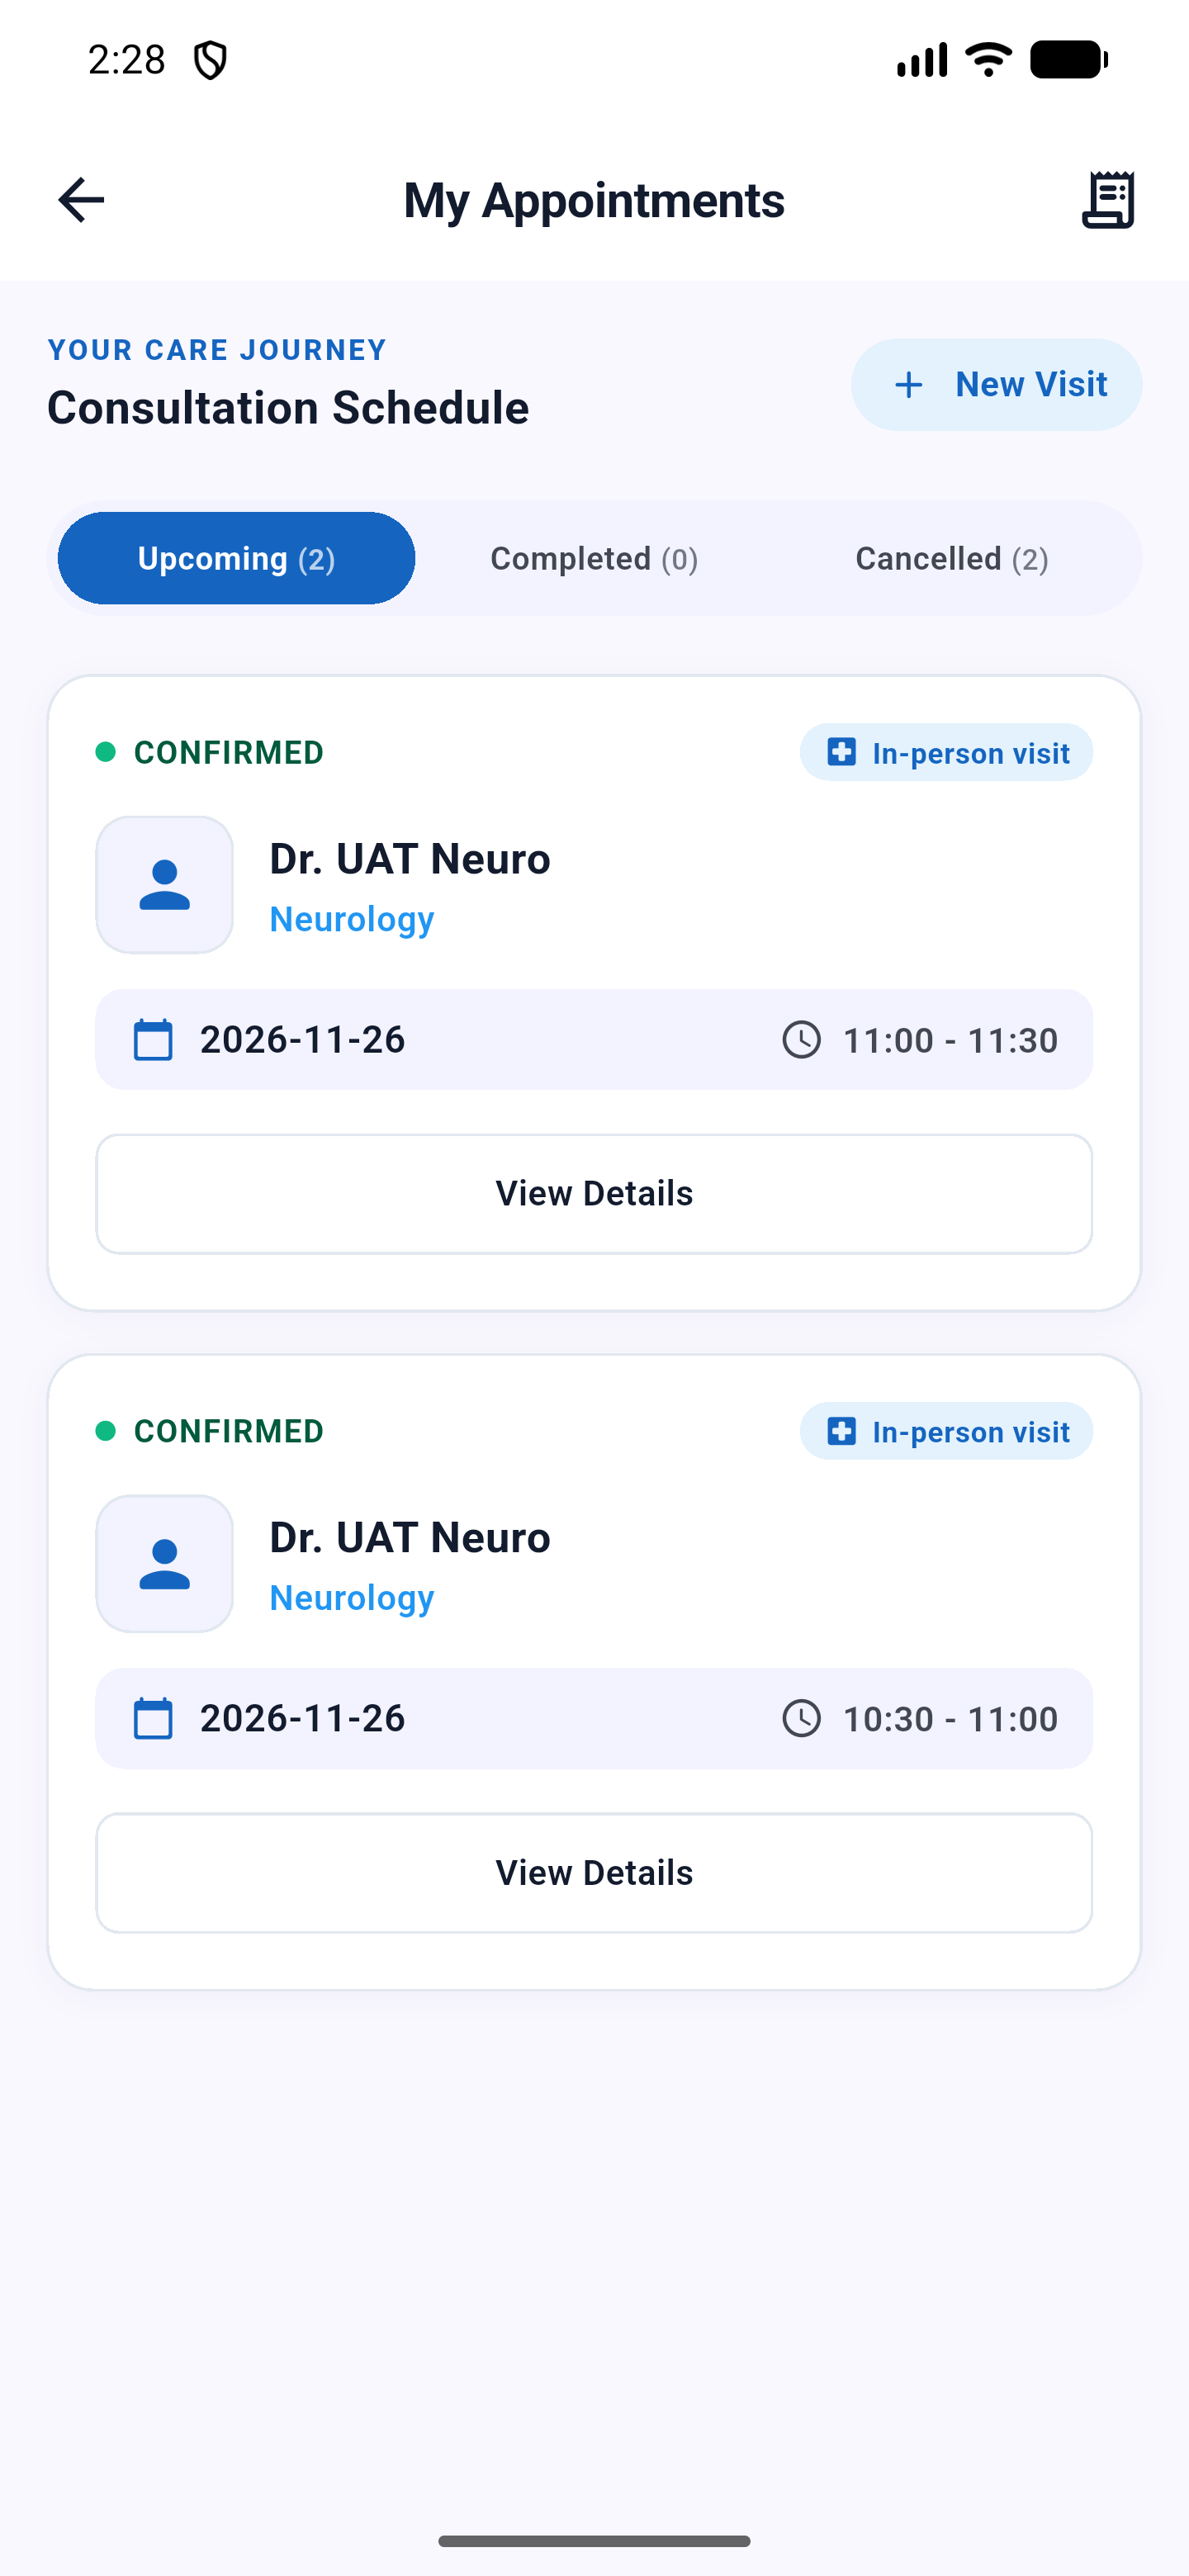 2:28
My Appointments
YOUR CARE JOURNEY
Consultation Schedule
+ New Visit
Upcoming (2)
Completed (0)
Cancelled (2)
CONFIRMED
In-person visit
Dr. UAT Neuro
Neurology
2026-11-26
11:00 - 11:30
View Details
CONFIRMED
In-person visit
Dr. UAT Neuro
Neurology
2026-11-26
10:30 - 11:00
View Details